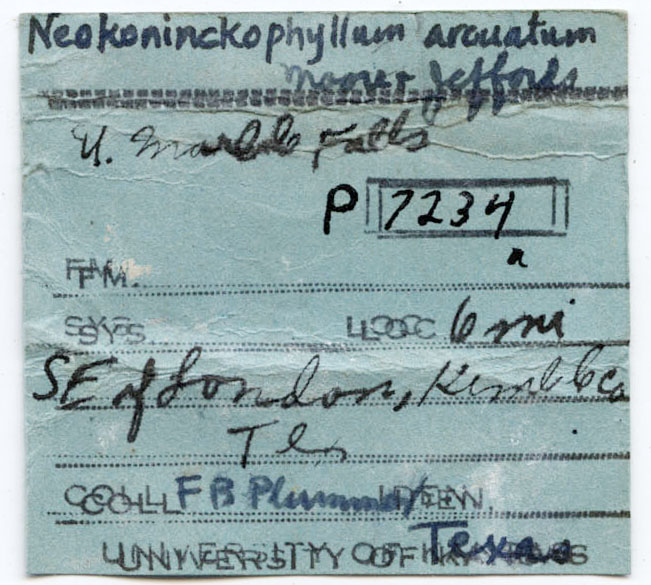 Neokoninckophyllum arcuatum
Moore & Jeffords
U. Marble Falls
P 7234
a
FM.
SYS LOC 6 mi
SE of London, Kimble Co
Tex
COLL F B Plummer IDEN
UNIVERSITY OF Texas